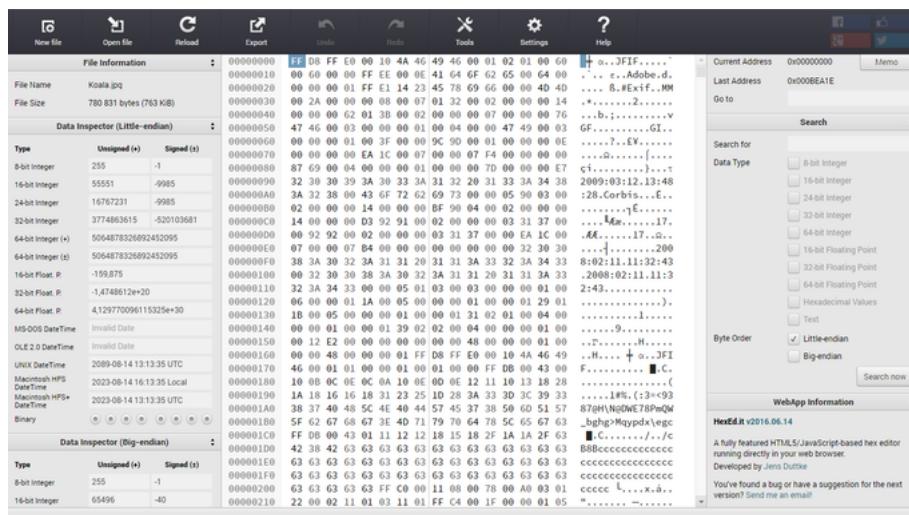 New file Open file Reload Export Undo Redo Tools Settings Help
File Information
File Name Koala.jpg
File Size 780 831 bytes (763 KiB)
Data Inspector (Little-endian)
Type Unsigned (+) Signed (±)
8-bit Integer 255 -1
16-bit Integer 55551 -9985
24-bit Integer 16767231 -9985
32-bit Integer 3774863615 -520103681
64-bit Integer (+) 5064878326892452095
64-bit Integer (±) 5064878326892452095
16-bit Float. P. -159,875
32-bit Float. P. -1,4748612e+20
64-bit Float. P. 4,129770096115325e+30
MS-DOS DateTime Invalid Date
OLE 2.0 DateTime Invalid Date
UNIX DateTime 2089-08-14 13:13:35 UTC
Macintosh HFS DateTime 2023-08-14 16:13:35 Local
Macintosh HFS+ DateTime 2023-08-14 13:13:35 UTC
Binary
Data Inspector (Big-endian)
Type Unsigned (+) Signed (±)
8-bit Integer 255 -1
16-bit Integer 65496 -40
00000000 FF D8 FF E0 00 10 4A 46 49 46 00 01 02 01 00 60
00000010 00 60 00 00 FF EE 00 0E 41 64 6F 62 65 00 64 00
00000020 00 00 00 01 FF E1 14 23 45 78 69 66 00 00 4D 4D
00000030 00 2A 00 00 00 08 00 07 01 32 00 02 00 00 00 14
00000040 00 00 00 62 01 3B 00 02 00 00 00 07 00 00 00 76
00000050 47 46 00 03 00 00 00 01 00 04 00 00 47 49 00 03
00000060 00 00 00 01 00 3F 00 00 9C 9D 00 01 00 00 00 0E
00000070 00 00 00 00 EA 1C 00 07 00 00 07 F4 00 00 00 00
00000080 87 69 00 04 00 00 00 01 00 00 00 7D 00 00 00 E7
00000090 32 30 30 39 3A 30 33 3A 31 32 20 31 33 3A 34 38
000000A0 3A 32 38 00 43 6F 72 62 69 73 00 00 05 90 03 00
000000B0 02 00 00 00 14 00 00 00 BF 90 04 00 02 00 00 00
000000C0 14 00 00 00 D3 92 91 00 02 00 00 00 03 31 37 00
000000D0 00 92 92 00 02 00 00 00 03 31 37 00 00 EA 1C 00
000000E0 07 00 00 07 B4 00 00 00 00 00 00 00 00 32 30 30
000000F0 38 3A 30 32 3A 31 31 20 31 31 3A 33 32 3A 34 33
00000100 00 32 30 30 38 3A 30 32 3A 31 31 20 31 31 3A 33
00000110 32 3A 34 33 00 00 05 01 03 00 03 00 00 00 01 00
00000120 06 00 00 01 1A 00 05 00 00 00 01 00 00 01 29 01
00000130 1B 00 05 00 00 00 01 00 00 01 31 02 01 00 04 00
00000140 00 00 01 00 00 01 39 02 02 00 04 00 00 00 01 00
00000150 00 12 E2 00 00 00 00 00 00 00 48 00 00 00 01 00
00000160 00 00 48 00 00 00 01 FF D8 FF E0 00 10 4A 46 49
00000170 46 00 01 01 00 00 01 00 01 00 00 FF DB 00 43 00
00000180 10 0B 0C 0E 0C 0A 10 0E 0D 0E 12 11 10 13 18 28
00000190 1A 18 16 16 18 31 23 25 1D 28 3A 33 3D 3C 39 33
000001A0 38 37 40 48 5C 4E 40 44 57 45 37 38 50 6D 51 57
000001B0 5F 62 67 68 67 3E 4D 71 79 70 64 78 5C 65 67 63
000001C0 FF DB 00 43 01 11 12 12 18 15 18 2F 1A 1A 2F 63
000001D0 42 38 42 63 63 63 63 63 63 63 63 63 63 63 63 63
000001E0 63 63 63 63 63 63 63 63 63 63 63 63 63 63 63 63
000001F0 63 63 63 63 63 63 63 63 63 63 63 63 63 63 63 63
00000200 63 63 63 63 63 FF C0 00 11 08 00 78 00 A0 03 01
00000210 22 00 02 11 01 03 11 01 FF C4 00 1F 00 00 01 05
Current Address 0x00000000 Memo
Last Address 0x000BEA1E
Go to
Search
Search for
Data Type 8-bit Integer
16-bit Integer
24-bit Integer
32-bit Integer
64-bit Integer
16-bit Floating Point
32-bit Floating Point
64-bit Floating Point
Hexadecimal Values
Text
Byte Order Little-endian
Big-endian
Search now
WebApp Information
HexEd.it v2016.06.14
A fully featured HTML5/JavaScript-based hex editor
running directly in your web browser.
Developed by Jens Duttke
You've found a bug or have a suggestion for the next
version? Send me an email!